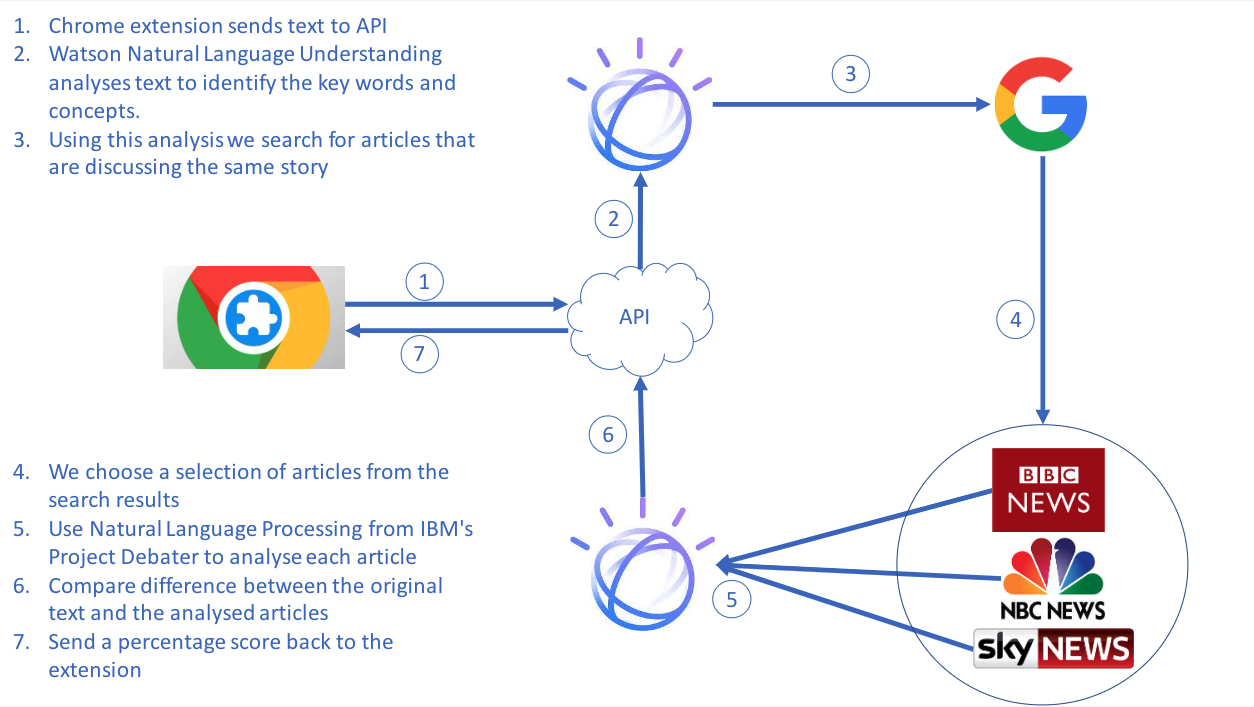 1. Chrome extension sends text to API
2. Watson Natural Language Understanding
analyses text to identify the key words and
concepts.
3. Using this analysis we search for articles that
are discussing the same story
3
2
1
API
7
4
6
4. We choose a selection of articles from the
search results
5. Use Natural Language Processing from IBM's
Project Debater to analyse each article
6. Compare difference between the original
text and the analysed articles
7. Send a percentage score back to the
extension
BBC
NEWS
5
NBC NEWS
sky NEWS